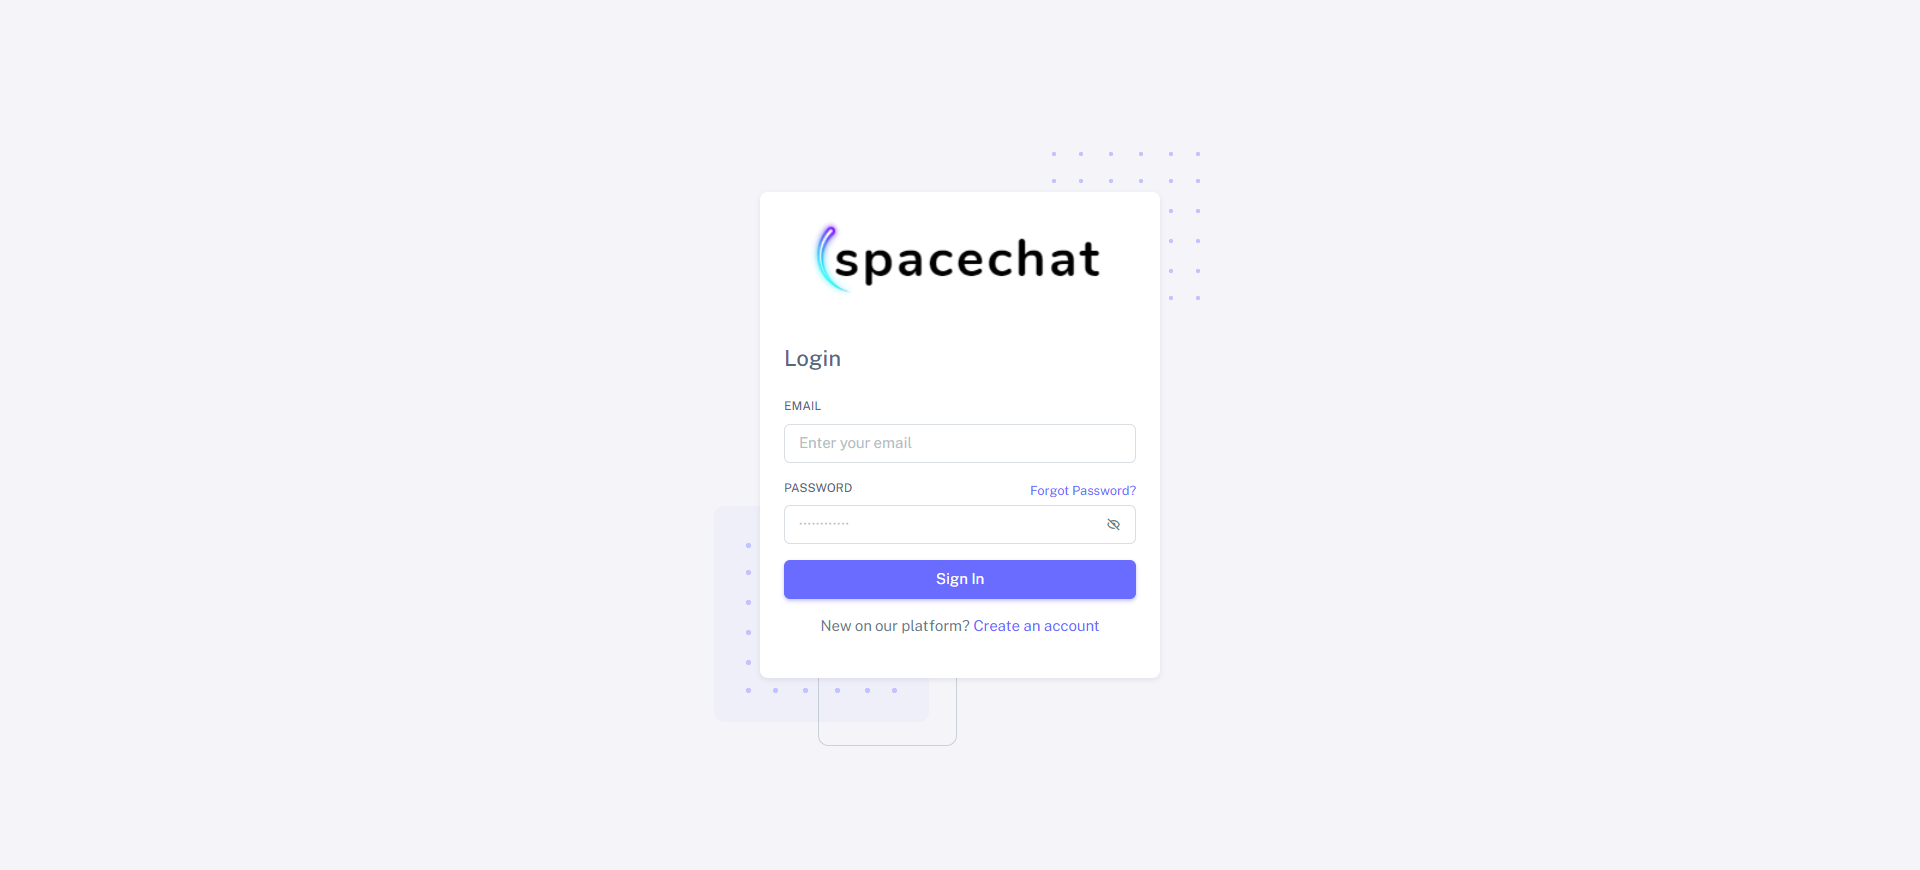 spacechat
Login
EMAIL
Enter your email
PASSWORD
Forgot Password?
Sign In
New on our platform? Create an account